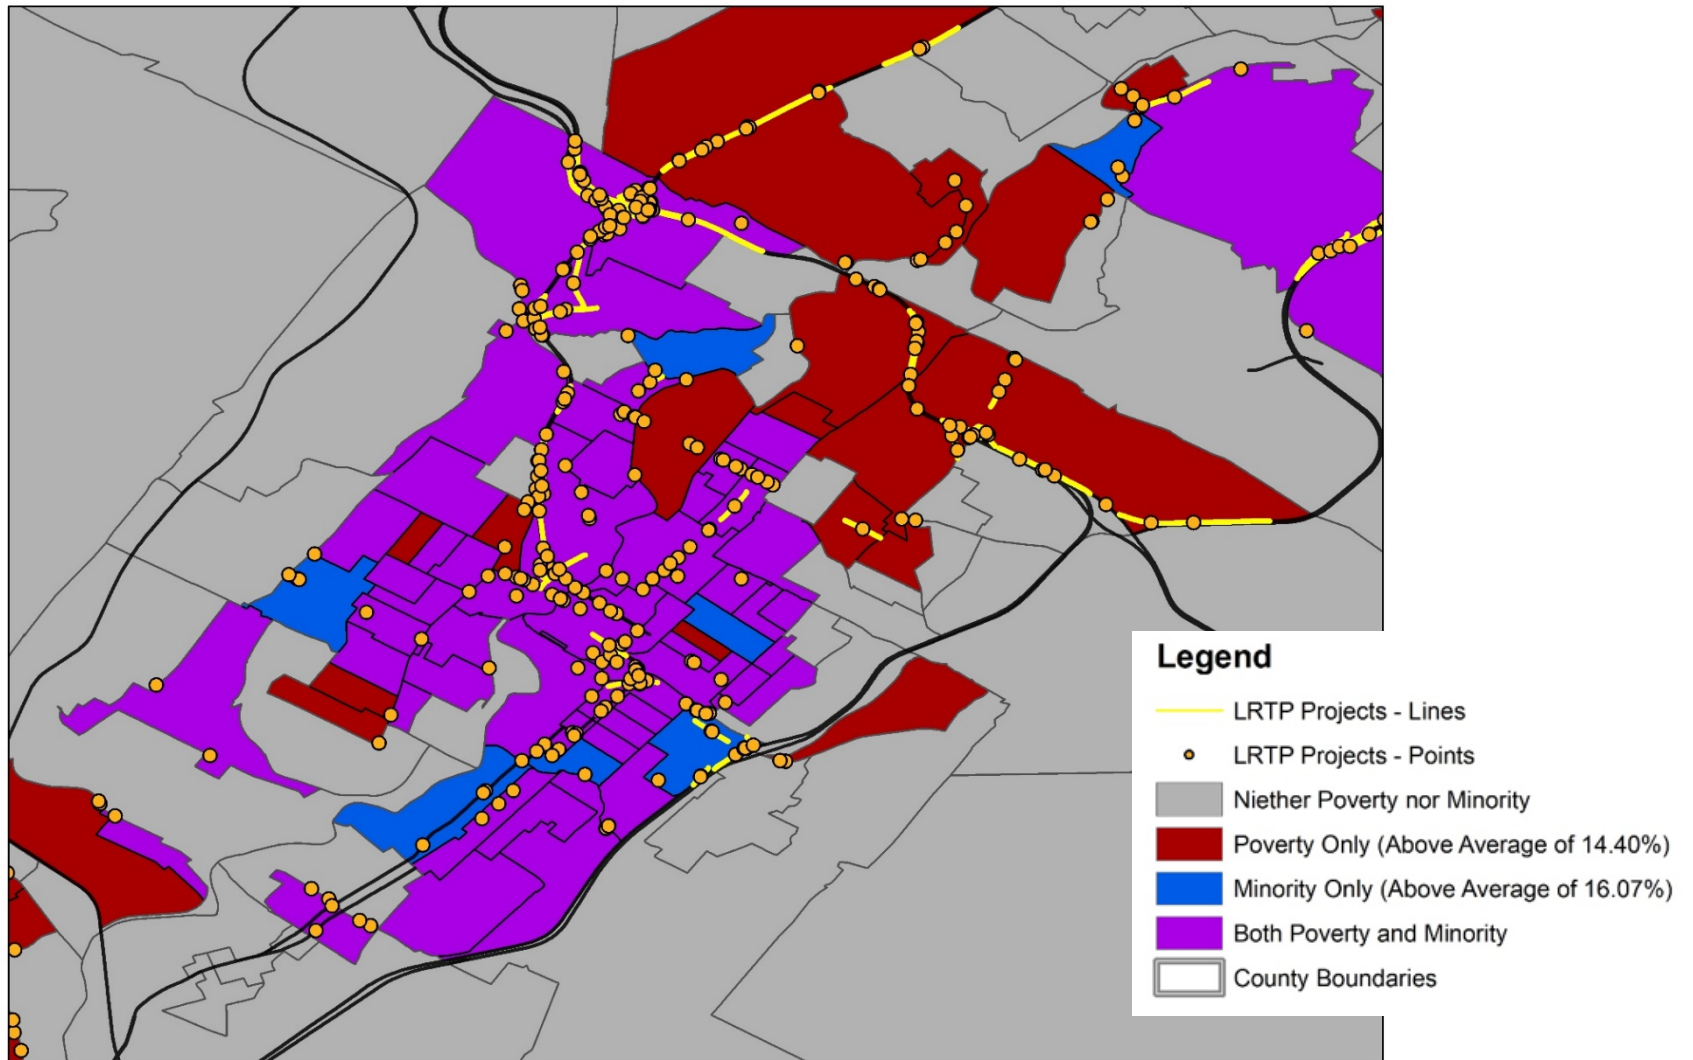 Legend
LRTP Projects - Lines
LRTP Projects - Points
Niether Poverty nor Minority
Poverty Only (Above Average of 14.40%)
Minority Only (Above Average of 16.07%)
Both Poverty and Minority
County Boundaries